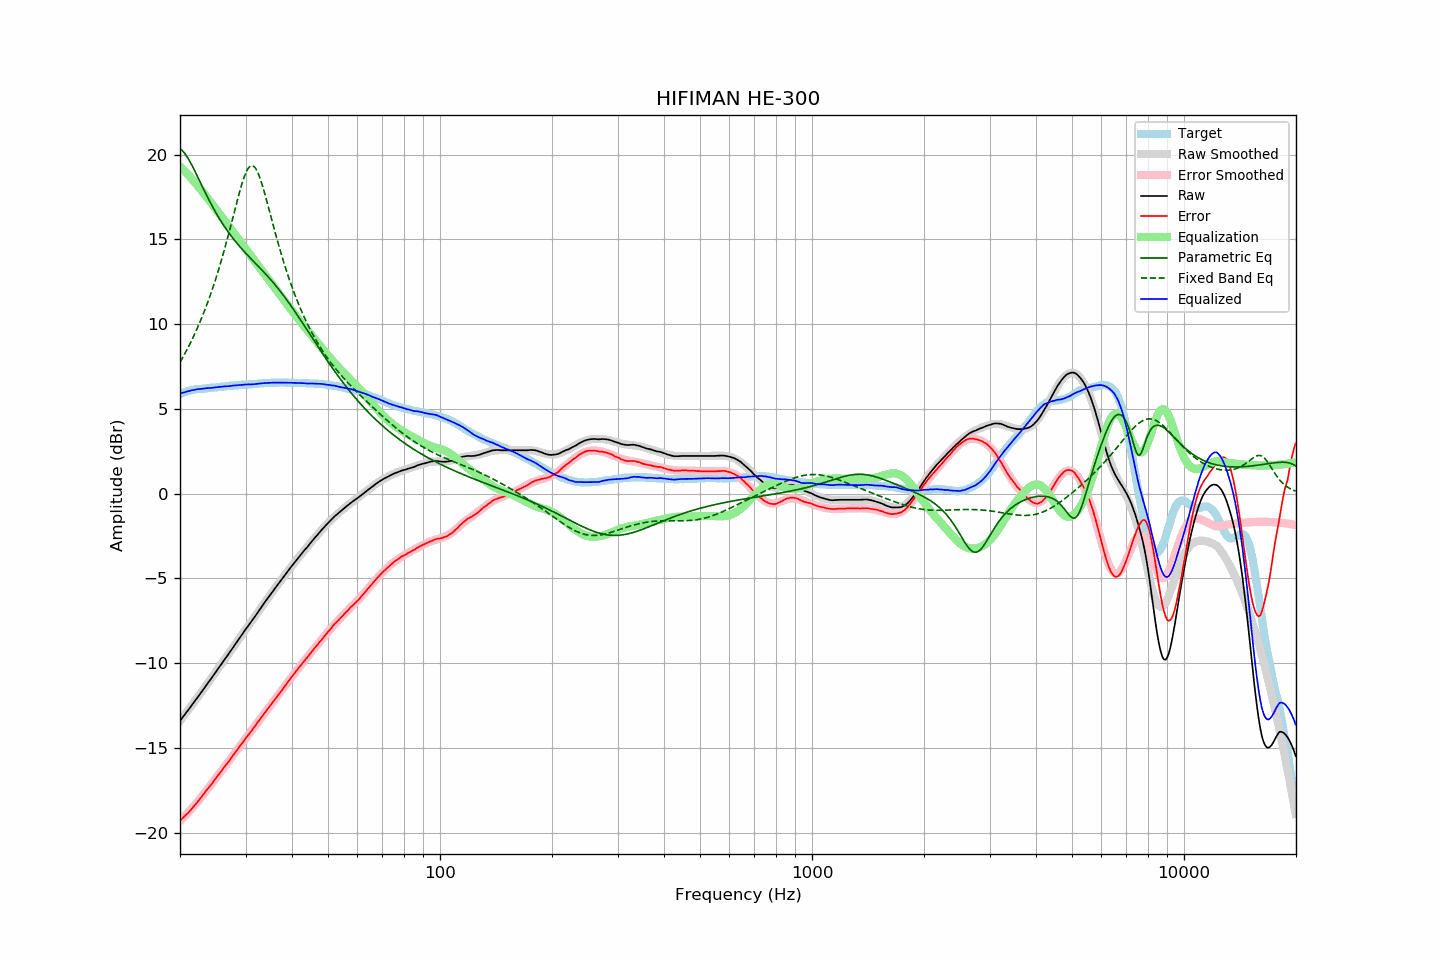 HIFIMAN HE-300
Target
Raw Smoothed
Error Smoothed
Raw
Error
Equalization
Parametric Eq
Fixed Band Eq
Equalized
20
15
10
5
0
−5
−10
−15
−20
Amplitude (dBr)
100
1000
10000
Frequency (Hz)